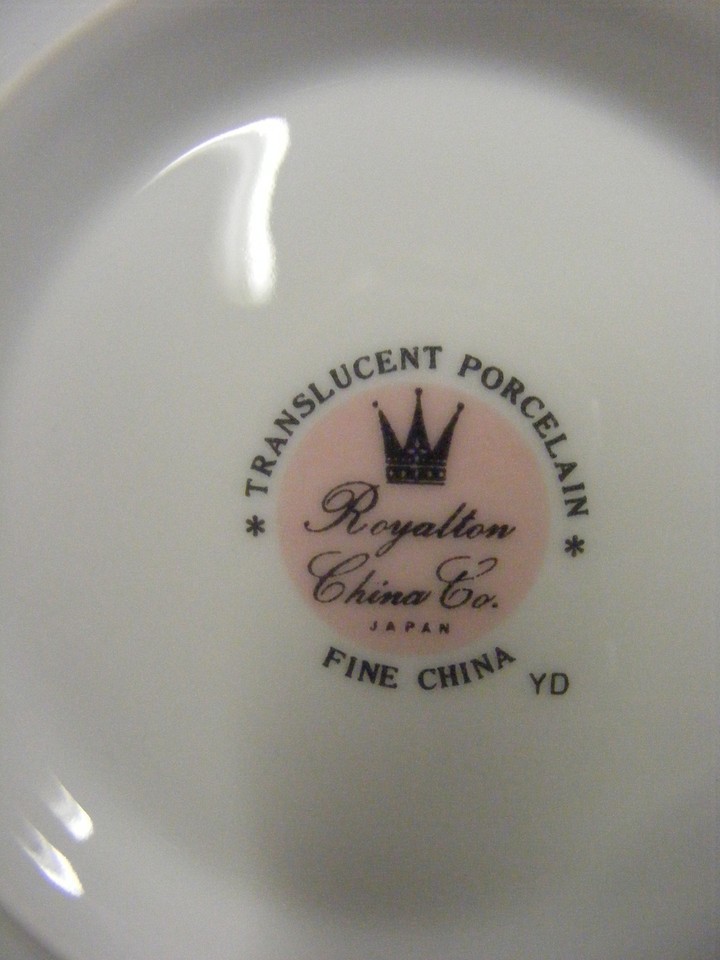 * TRANSLUCENT PORCELAIN *
Royalton
China Co.
JAPAN
FINE CHINA
YD